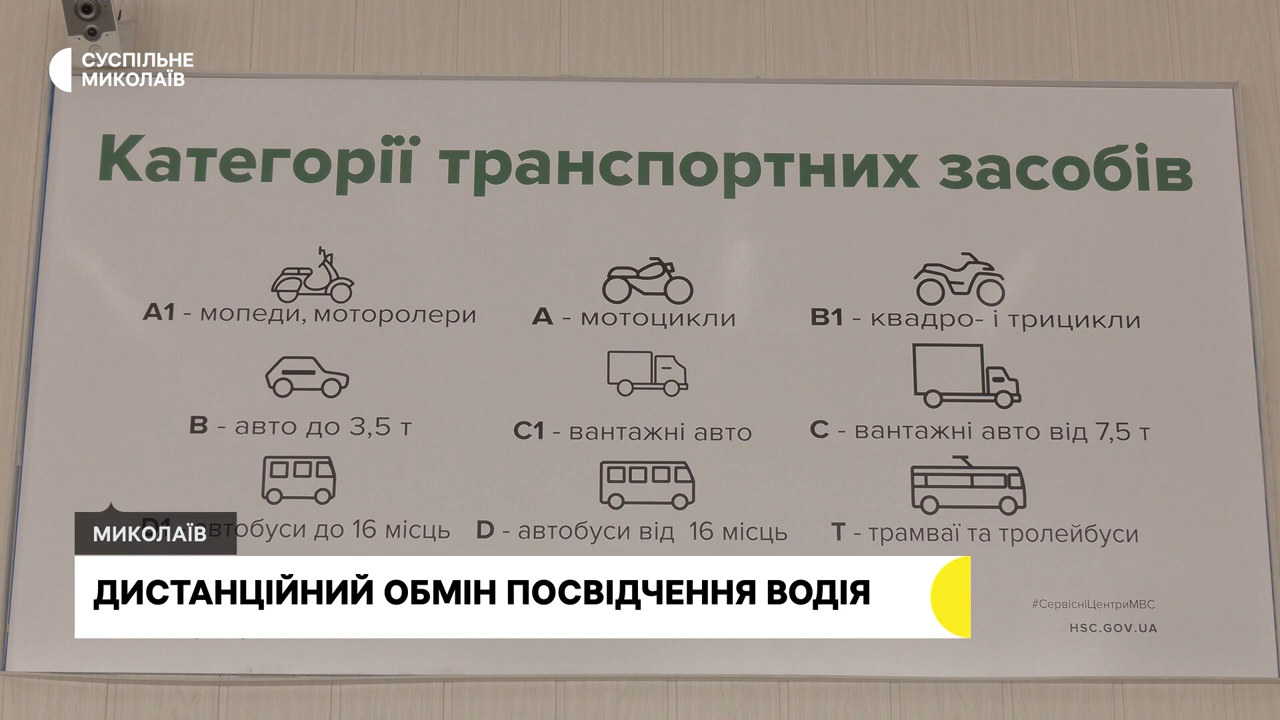 СУСПІЛЬНЕ
МИКОЛАЇВ
Категорії транспортних засобів
A1 - мопеди, моторолери
A - мотоцикли
B1 - квадро- і трицикли
B - авто до 3,5 т
C1 - вантажні авто
C - вантажні авто від 7,5 т
D1 - автобуси до 16 місць
D - автобуси від 16 місць
T - трамваї та тролейбуси
МИКОЛАЇВ
ДИСТАНЦІЙНИЙ ОБМІН ПОСВІДЧЕННЯ ВОДІЯ
#СервісніЦентриМВС
HSC.GOV.UA